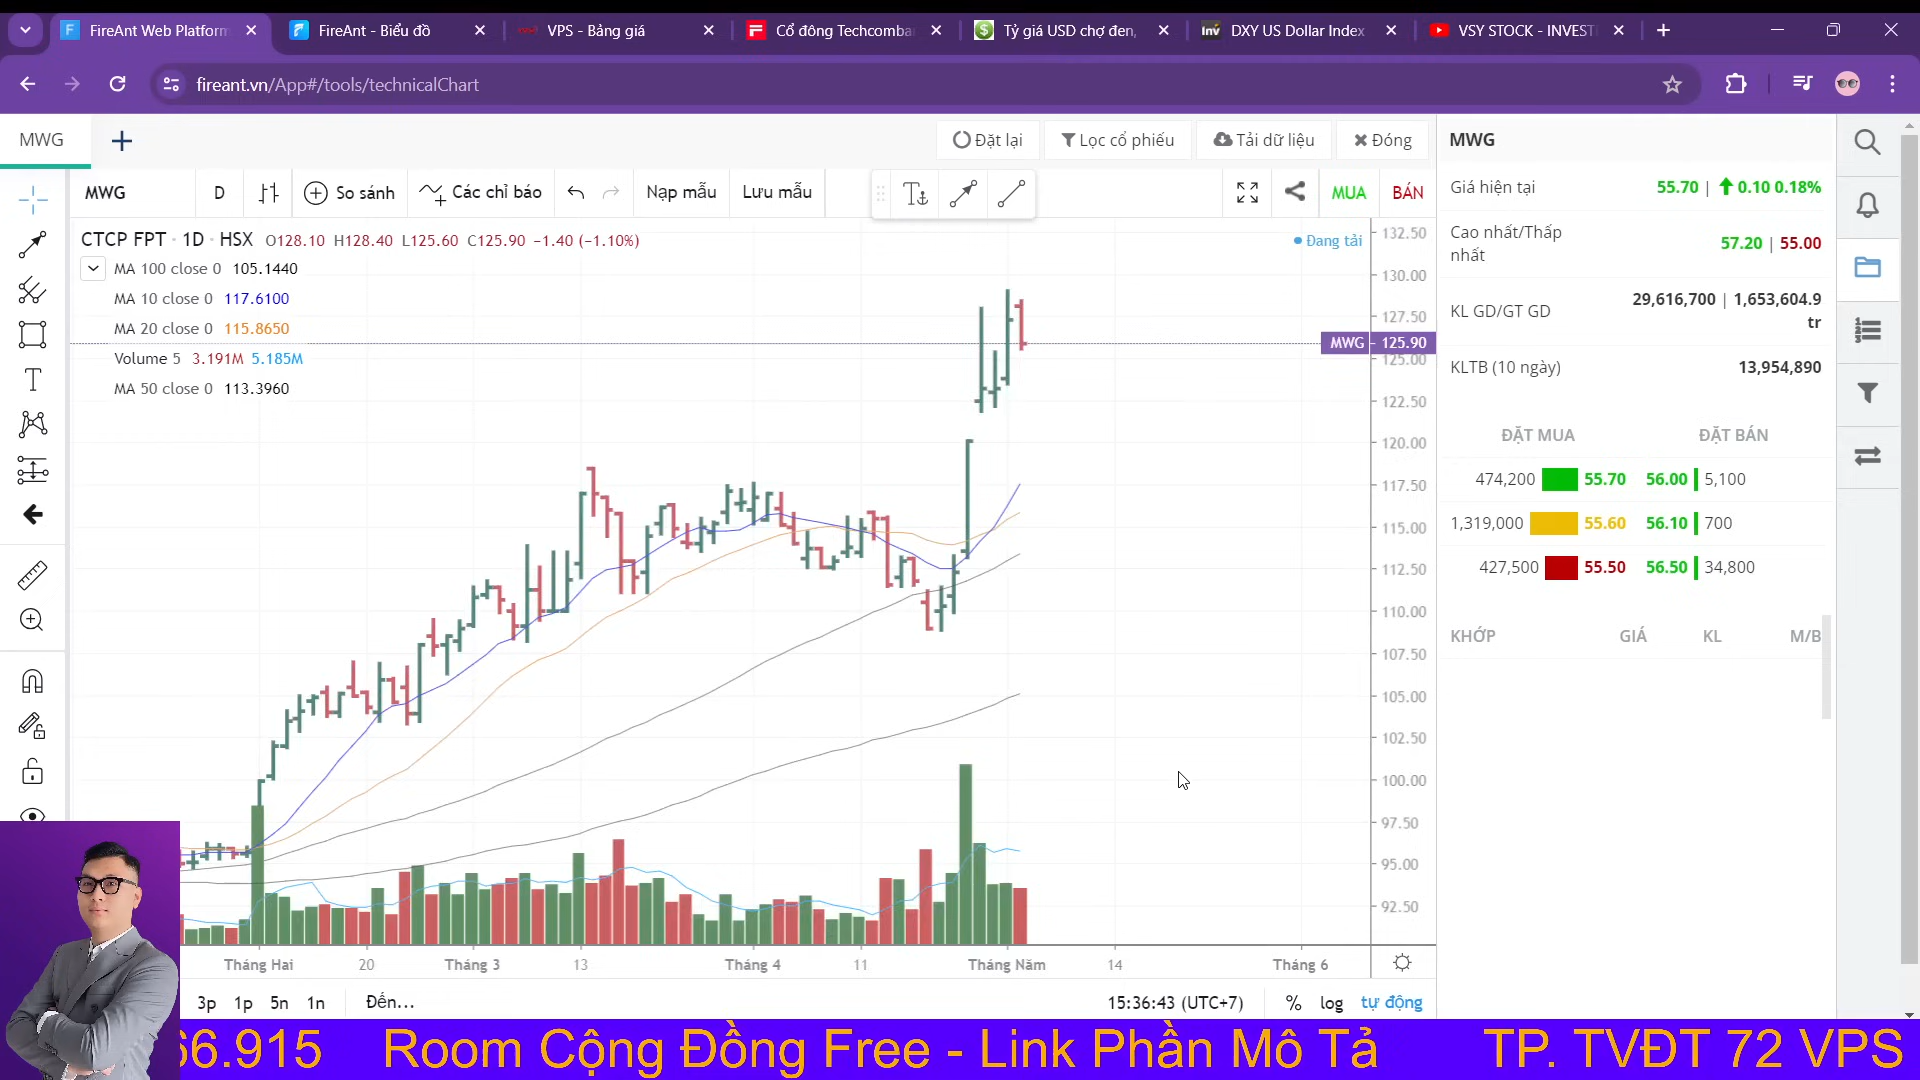 FireAnt Web Platform
FireAnt - Biểu đồ
VPS - Bảng giá
Cổ đông Techcomba
Tỷ giá USD chợ đen,
DXY US Dollar Index
VSY STOCK - INVEST
fireant.vn/App#/tools/technicalChart
MWG
Đặt lại
Lọc cổ phiếu
Tải dữ liệu
Đóng
MWG
D
So sánh
Các chỉ báo
Nạp mẫu
Lưu mẫu
MUA
BÁN
CTCP FPT · 1D · HSX O128.10 H128.40 L125.60 C125.90 −1.40 (−1.10%)
Đang tải
MA 100 close 0 105.1440
MA 10 close 0 117.6100
MA 20 close 0 115.8650
Volume 5 3.191M 5.185M
MA 50 close 0 113.3960
132.50
130.00
127.50
MWG 125.90
125.00
122.50
120.00
117.50
115.00
112.50
110.00
107.50
105.00
102.50
100.00
97.50
95.00
92.50
Tháng Hai 20 Tháng 3 13 Tháng 4 11 Tháng Năm 14 Tháng 6
3p 1p 5n 1n Đến...
15:36:43 (UTC+7) % log tự động
MWG
Giá hiện tại 55.70 | 0.10 0.18%
Cao nhất/Thấp nhất 57.20 | 55.00
KL GD/GT GD 29,616,700 | 1,653,604.9 tr
KLTB (10 ngày) 13,954,890
ĐẶT MUA ĐẶT BÁN
474,200 55.70 56.00 5,100
1,319,000 55.60 56.10 700
427,500 55.50 56.50 34,800
KHỚP GIÁ KL M/B
66.915 Room Cộng Đồng Free - Link Phần Mô Tả TP. TVĐT 72 VPS